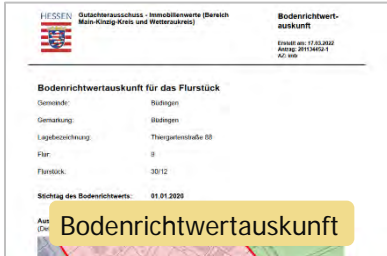 HESSEN
Gutachterausschuss - Immobilienwerte (Bereich
Main-Kinzig-Kreis und Wetteraukreis)
Bodenrichtwert-
auskunft
Erstellt am: 17.03.2022
Antrag: 201134452-1
AZ: mb
Bodenrichtwertauskunft für das Flurstück
Gemeinde: Büdingen
Gemarkung: Büdingen
Lagebezeichnung: Thiergartenstraße 88
Flur: 9
Flurstück: 30/12
Stichtag des Bodenrichtwerts: 01.01.2020
Bodenrichtwertauskunft